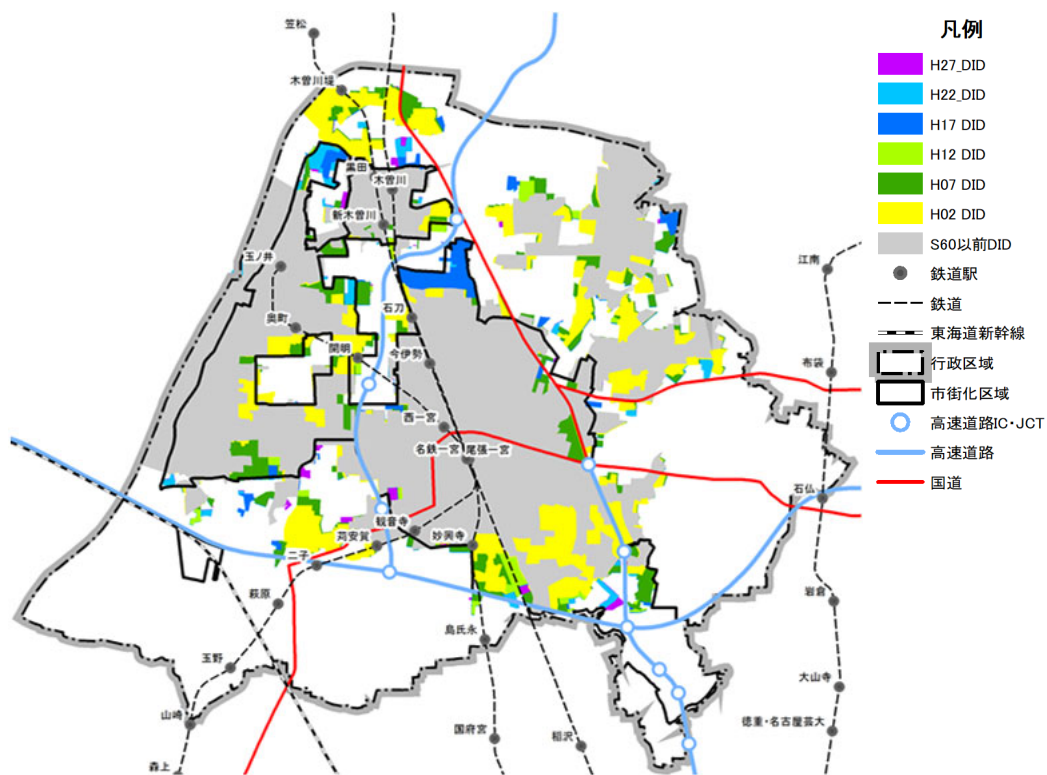 笠松
木曽川堤
黒田
木曽川
新木曽川
玉ノ井
奥町
石刀
開明
今伊勢
西一宮
名鉄一宮
尾張一宮
観音寺
苅安賀
妙興寺
二子
萩原
島氏永
玉野
山崎
森上
国府宮
稲沢
江南
布袋
石仏
岩倉
大山寺
徳重・名古屋芸大
凡例
H27_DID
H22_DID
H17 DID
H12 DID
H07 DID
H02 DID
S60以前DID
鉄道駅
鉄道
東海道新幹線
行政区域
市街化区域
高速道路IC・JCT
高速道路
国道